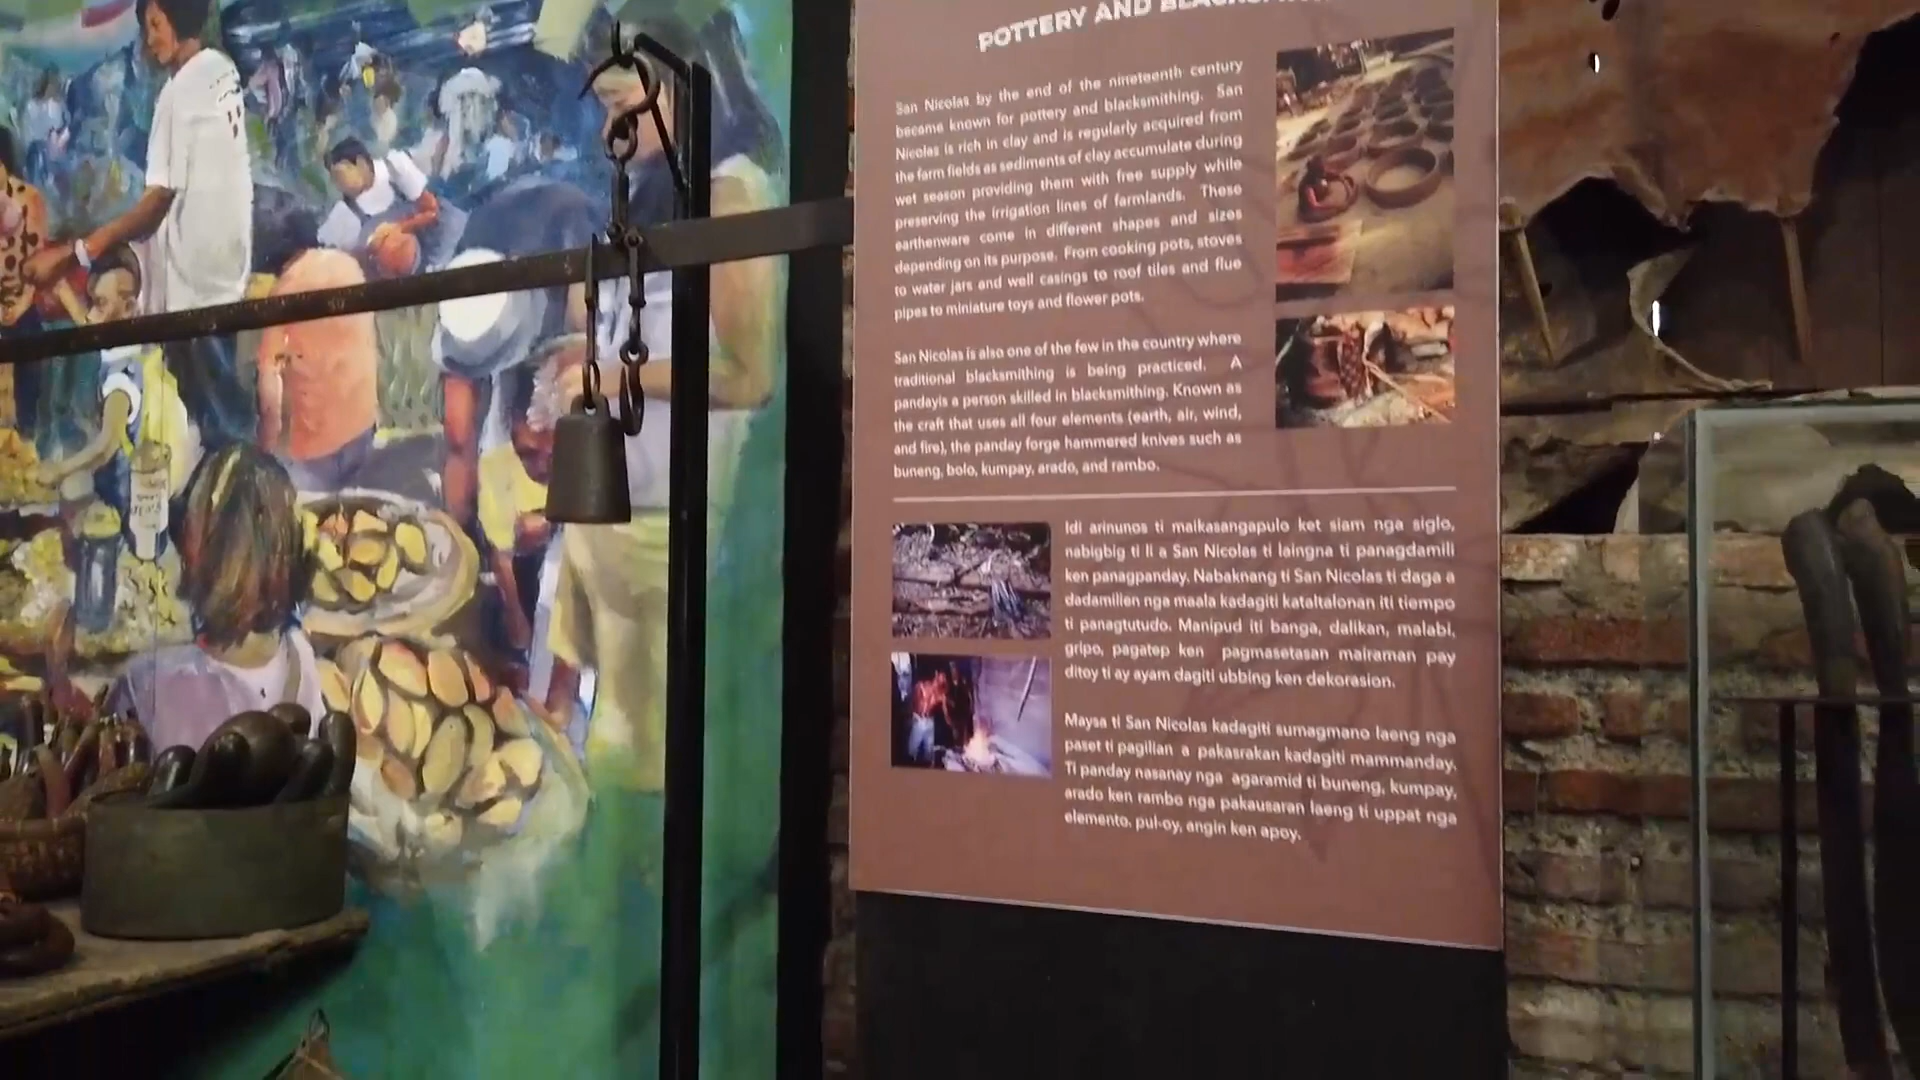 POTTERY AND
San Nicolas by the end of the nineteenth century
became known for pottery and blacksmithing. San
Nicolas is rich in clay and is regularly acquired from
the farm fields as sediments of clay accumulate during
wet season providing them with free supply while
preserving the irrigation lines of farmlands. These
earthenware come in different shapes and sizes
depending on its purpose. From cooking pots, stoves
to water jars and well casings to roof tiles and flue
pipes to miniature toys and flower pots.
San Nicolas is also one of the few in the country where
traditional blacksmithing is being practiced. A
pandayis a person skilled in blacksmithing. Known as
the craft that uses all four elements (earth, air, wind,
and fire), the panday forge hammered knives such as
buneng, bolo, kumpay, arado, and rambo.
Idi arinunos ti maikasangapulo ket siam nga siglo,
nabigbig ti ili a San Nicolas ti laingna ti panagdamili
ken panagpanday. Nabaknang ti San Nicolas ti daga a
dadamilien nga maala kadagiti kataltalonan iti tiempo
ti panagtutudo. Manipud iti banga, dalikan, malabi,
gripo, pagatep ken pagmasetasan mairaman pay
ditoy ti ay ayam dagiti ubbing ken dekorasion.
Maysa ti San Nicolas kadagiti sumagmano laeng nga
paset ti pagilian a pakasrakan kadagiti mammanday.
Ti panday nasanay nga agaramid ti buneng, kumpay,
arado ken rambo nga pakausaran laeng ti uppat nga
elemento, pul-oy, angin ken apoy.